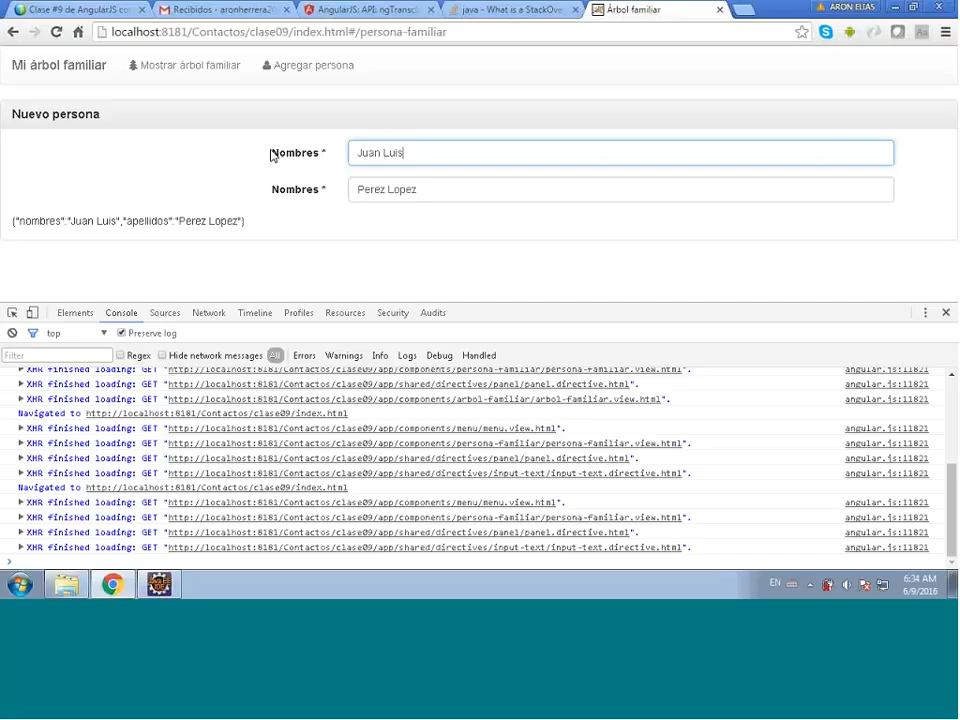 Clase #9 de AngularJS co
Recibidos - aronherrera2
AngularJS: API: ngTransclu
java - What is a StackOve
Árbol familiar
ARON ELIAS
localhost:8181/Contactos/clase09/index.html#/persona-familiar
Mi árbol familiar
Mostrar árbol familiar
Agregar persona
Nuevo persona
Nombres *
Juan Luis
Nombres *
Perez Lopez
{"nombres":"Juan Luis","apellidos":"Perez Lopez"}
Elements Console Sources Network Timeline Profiles Resources Security Audits
top Preserve log
Filter Regex Hide network messages All Errors Warnings Info Logs Debug Handled
XHR finished loading: GET "http://localhost:8181/Contactos/clase09/app/components/persona-familiar/persona-familiar.view.html". angular.js:11821
XHR finished loading: GET "http://localhost:8181/Contactos/clase09/app/shared/directives/panel/panel.directive.html". angular.js:11821
XHR finished loading: GET "http://localhost:8181/Contactos/clase09/app/components/arbol-familiar/arbol-familiar.view.html". angular.js:11821
Navigated to http://localhost:8181/Contactos/clase09/index.html
XHR finished loading: GET "http://localhost:8181/Contactos/clase09/app/components/menu/menu.view.html". angular.js:11821
XHR finished loading: GET "http://localhost:8181/Contactos/clase09/app/components/persona-familiar/persona-familiar.view.html". angular.js:11821
XHR finished loading: GET "http://localhost:8181/Contactos/clase09/app/shared/directives/panel/panel.directive.html". angular.js:11821
XHR finished loading: GET "http://localhost:8181/Contactos/clase09/app/shared/directives/input-text/input-text.directive.html". angular.js:11821
Navigated to http://localhost:8181/Contactos/clase09/index.html
XHR finished loading: GET "http://localhost:8181/Contactos/clase09/app/components/menu/menu.view.html". angular.js:11821
XHR finished loading: GET "http://localhost:8181/Contactos/clase09/app/components/persona-familiar/persona-familiar.view.html". angular.js:11821
XHR finished loading: GET "http://localhost:8181/Contactos/clase09/app/shared/directives/panel/panel.directive.html". angular.js:11821
XHR finished loading: GET "http://localhost:8181/Contactos/clase09/app/shared/directives/input-text/input-text.directive.html". angular.js:11821
EN
6:34 AM
6/9/2016